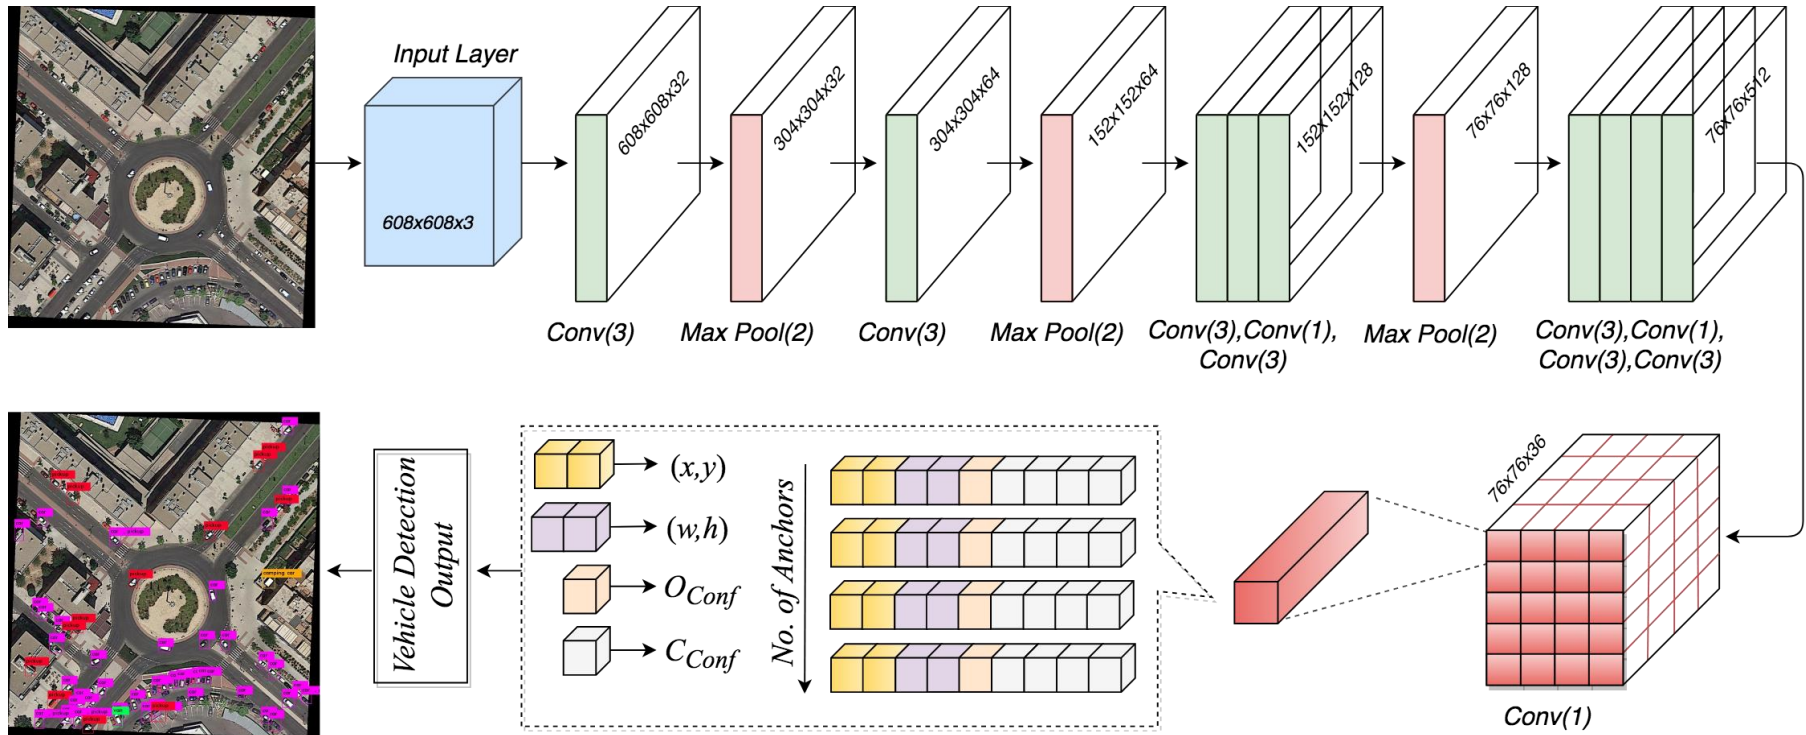 Input Layer
608x608x3
608x608x32
304x304x32
304x304x64
152x152x64
152x152x128
76x76x128
76x76x512
Conv(3)
Max Pool(2)
Conv(3)
Max Pool(2)
Conv(3),Conv(1),
Conv(3)
Max Pool(2)
Conv(3),Conv(1),
Conv(3),Conv(3)
76x76x36
Conv(1)
No. of Anchors
(x,y)
(w,h)
OConf
CConf
Vehicle Detection
Output